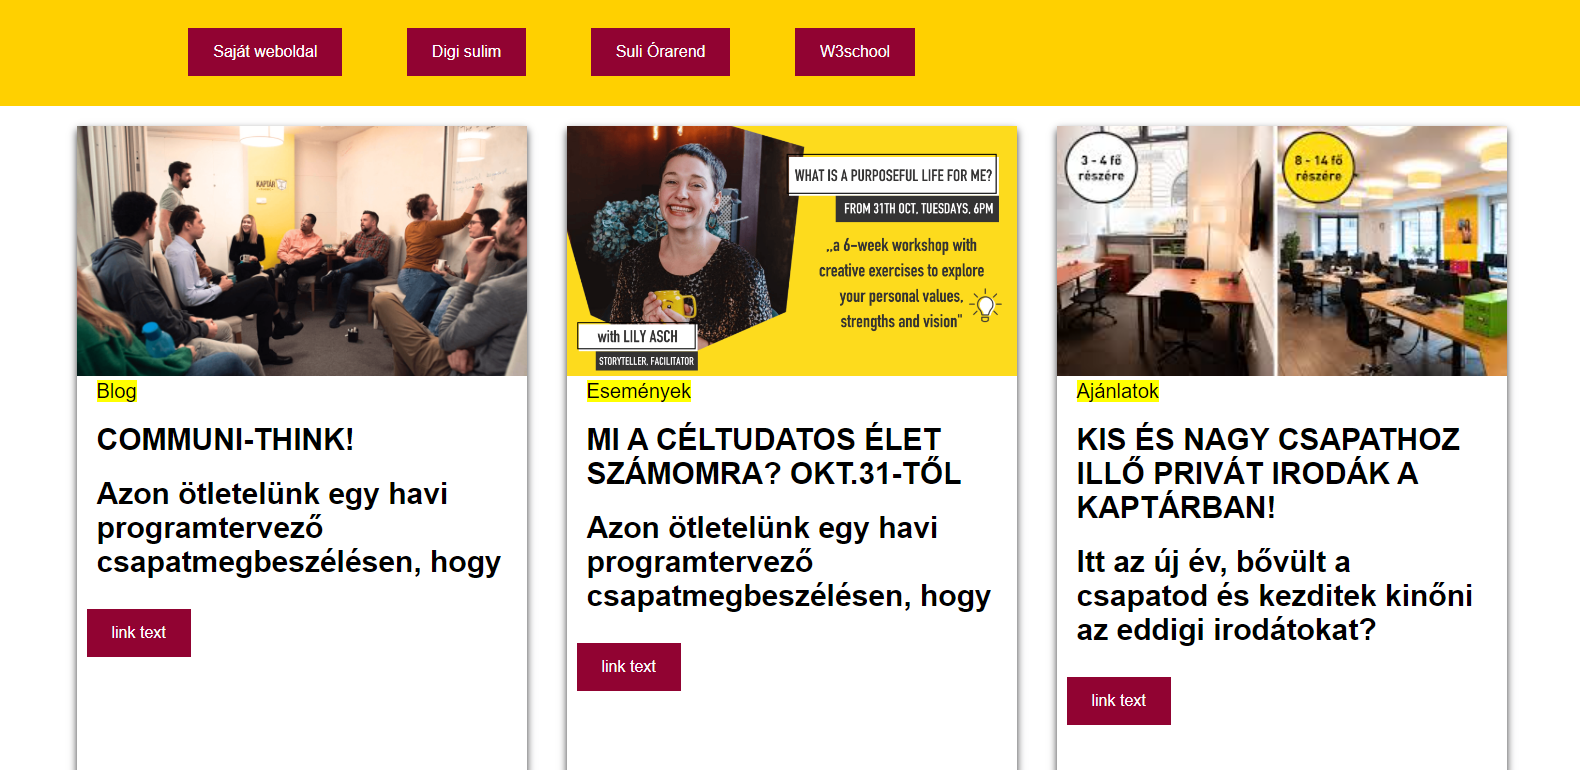 Saját weboldal
Digi sulim
Suli Órarend
W3school
KAPTÁR
WHAT IS A PURPOSEFUL LIFE FOR ME?
FROM 31TH OCT, TUESDAYS, 6PM
„a 6-week workshop with
creative exercises to explore
your personal values,
strengths and vision"
with LILY ASCH
STORYTELLER, FACILITATOR
3 - 4 fő
részére
8 - 14 fő
részére
Blog
COMMUNI-THINK!
Azon ötletelünk egy havi
programtervező
csapatmegbeszélésen, hogy
link text
Események
MI A CÉLTUDATOS ÉLET
SZÁMOMRA? OKT.31-TŐL
Azon ötletelünk egy havi
programtervező
csapatmegbeszélésen, hogy
link text
Ajánlatok
KIS ÉS NAGY CSAPATHOZ
ILLŐ PRIVÁT IRODÁK A
KAPTÁRBAN!
Itt az új év, bővült a
csapatod és kezditek kinőni
az eddigi irodátokat?
link text